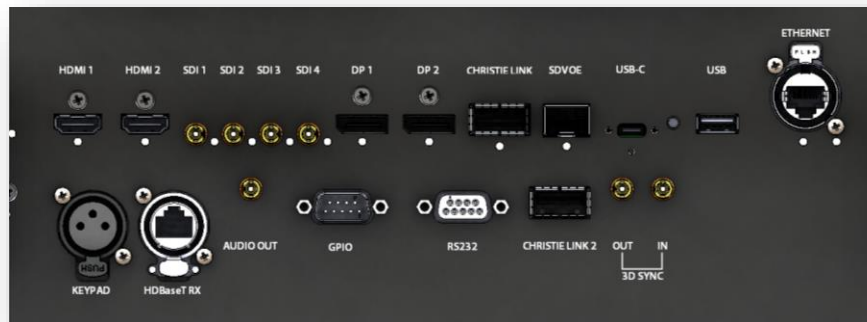 ETHERNET
PUSH
HDMI 1 HDMI 2 SDI 1 SDI 2 SDI 3 SDI 4 DP 1 DP 2 CHRISTIE LINK SDVOE USB-C USB
AUDIO OUT GPIO RS232 CHRISTIE LINK 2 OUT IN
PUSH
3D SYNC
KEYPAD HDBaseT RX